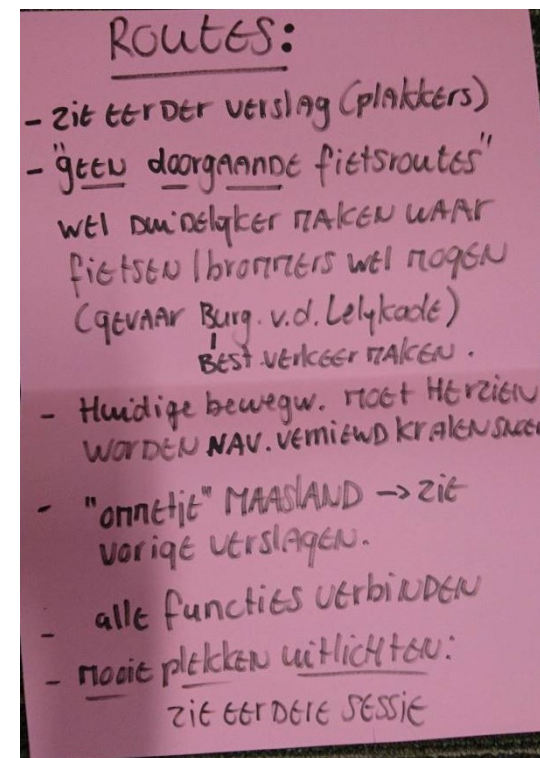 Routes:
- zie eerder verslag (plakkers)
- "geen doorgaande fietsroutes"
wel duidelijker maken waar
fietsen / brommers wel mogen
(gevaar Burg. v.d. Lelykade)
Best. verkeer maken.
- Huidige bewegw. moet herzien
worden nav. vernieuwd kralen
- "ommetje" MAASLAND → zie
vorige verslagen.
- alle functies verbinden
- mooie plekken uitlichten:
zie eerdere sessie